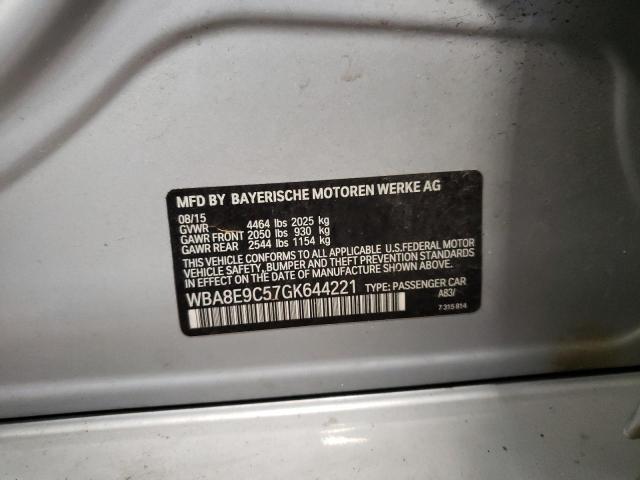 MFD BY BAYERISCHE MOTOREN WERKE AG
08/15
GVWR 4464 lbs 2025 kg
GAWR FRONT 2050 lbs 930 kg
GAWR REAR 2544 lbs 1154 kg
THIS VEHICLE CONFORMS TO ALL APPLICABLE U.S.FEDERAL MOTOR
VEHICLE SAFETY, BUMPER AND THEFT PREVENTION STANDARDS
IN EFFECT ON THE DATE OF MANUFACTURE SHOWN ABOVE.
WBA8E9C57GK644221 TYPE: PASSENGER CAR
A83/
7 315 814